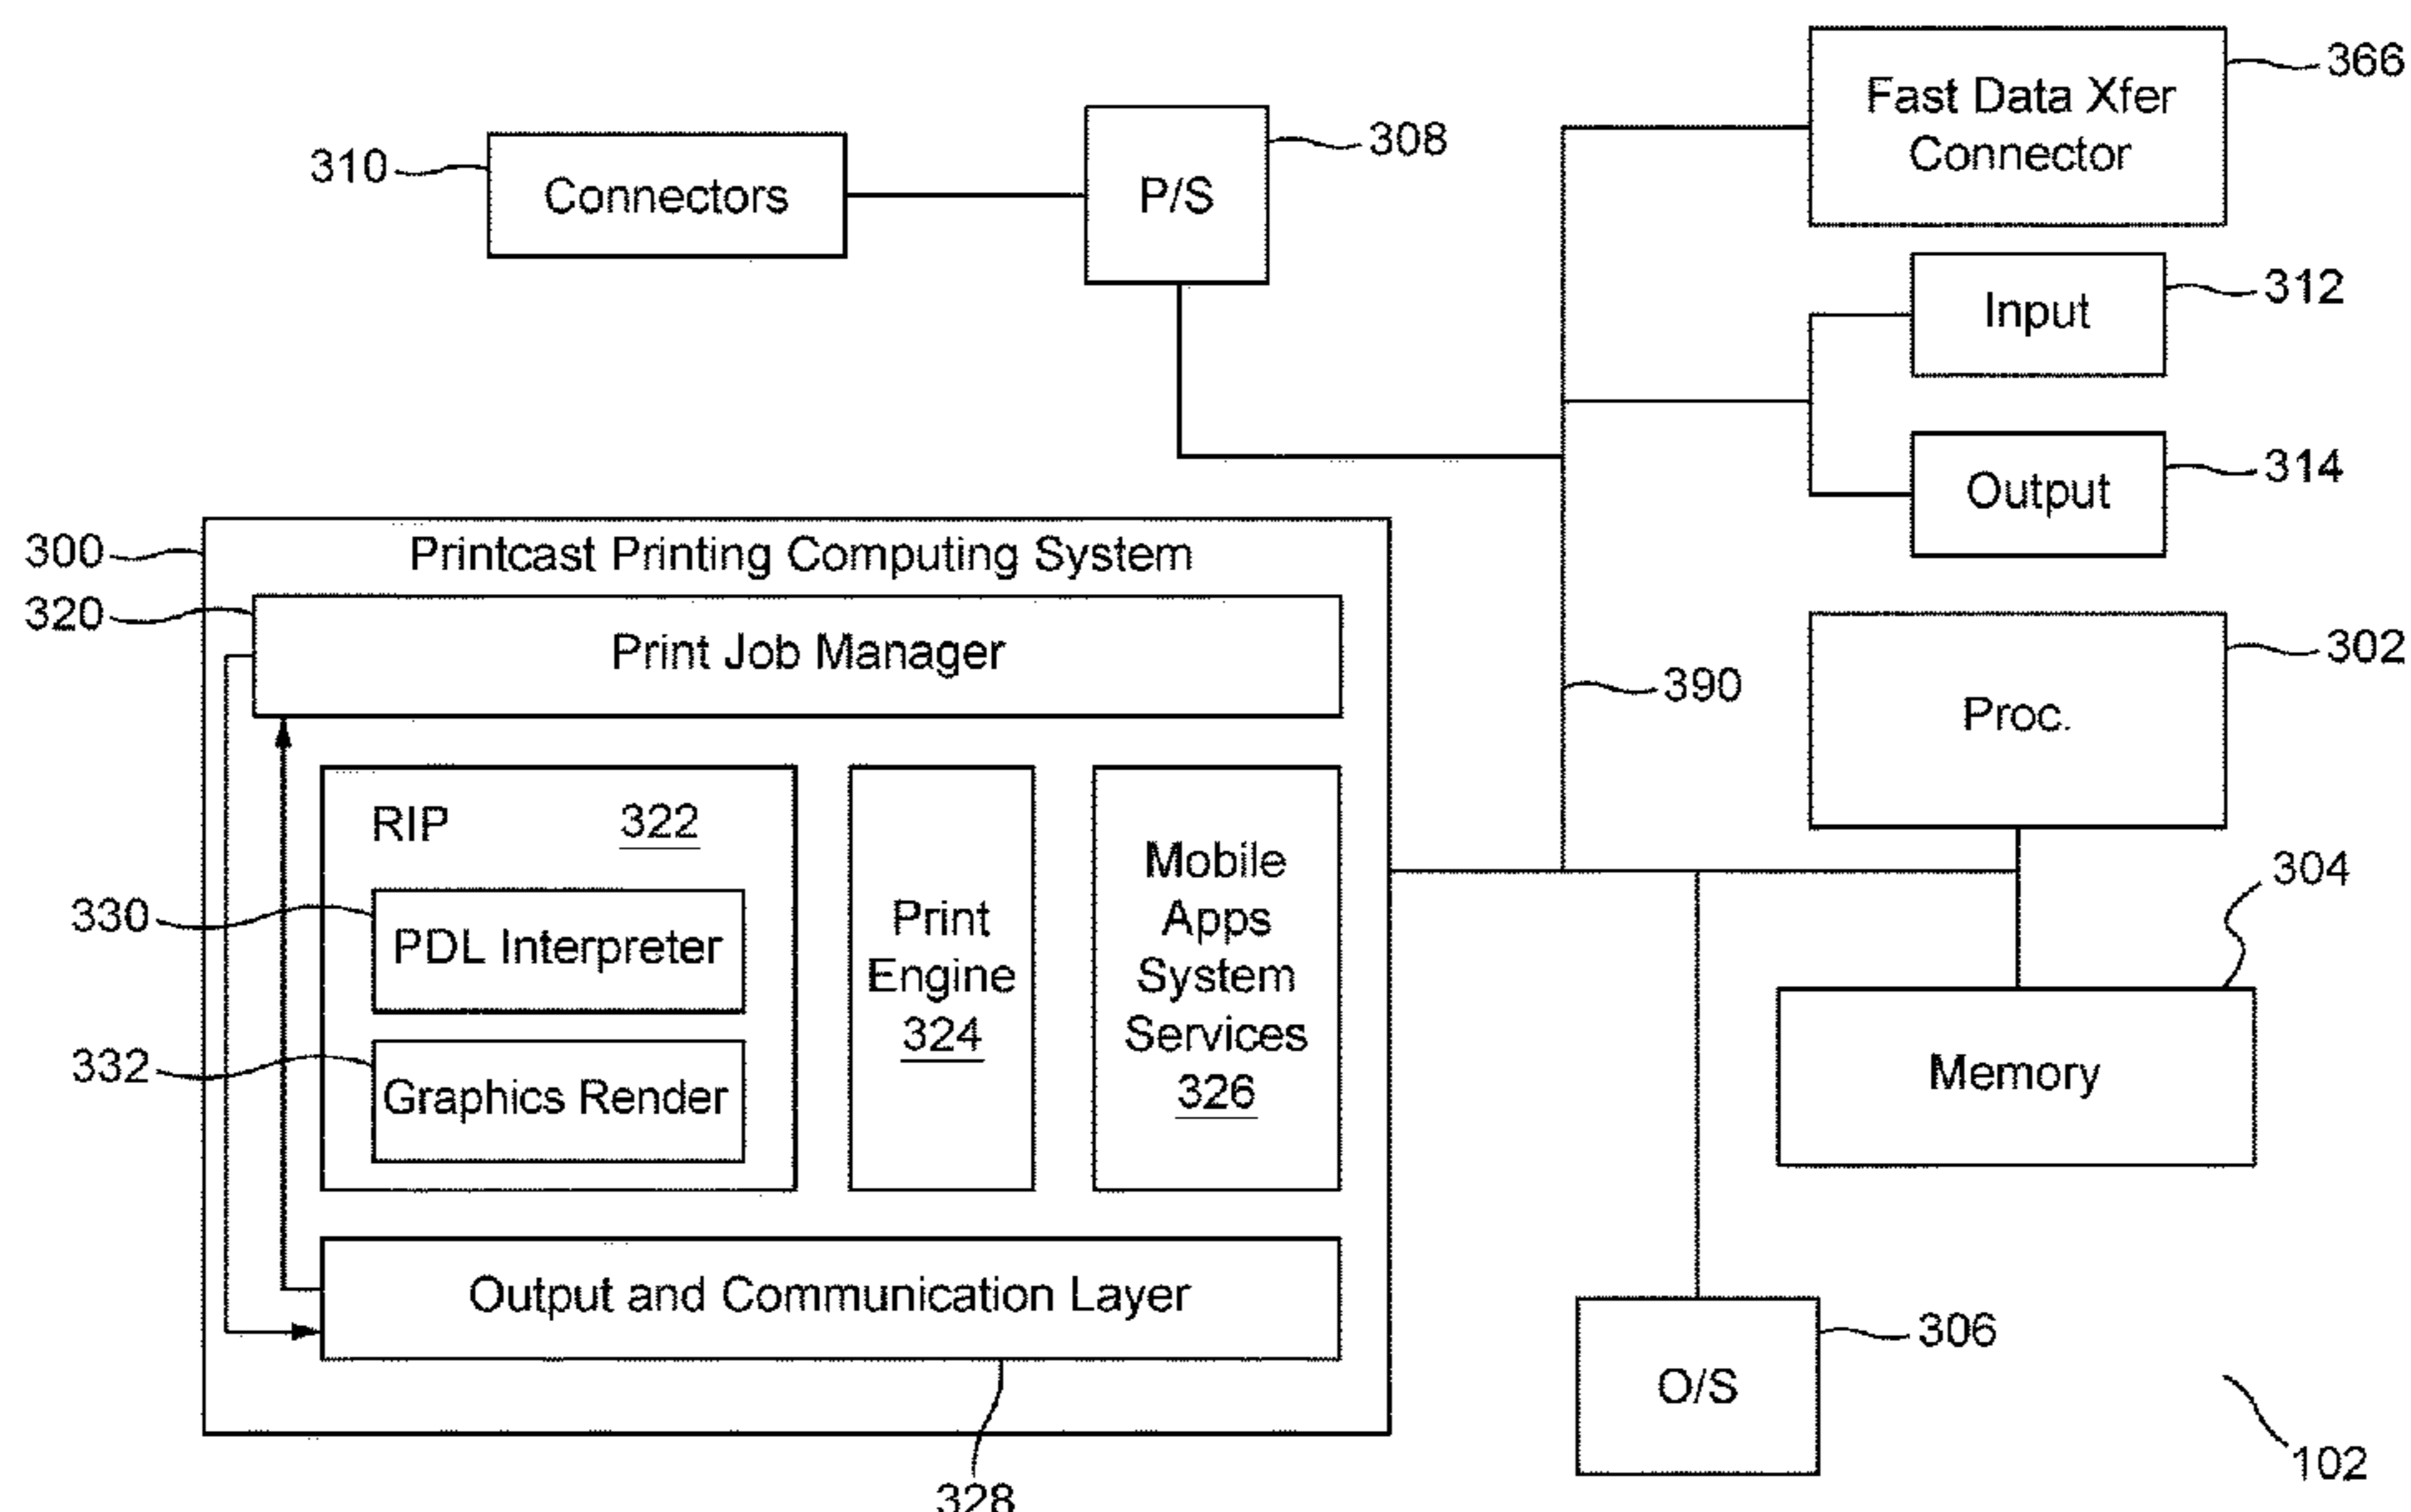 366
Fast Data Xfer
Connector
308
310
Connectors
P/S
312
Input
314
Output
300
Printcast Printing Computing System
320
Print Job Manager
302
390
Proc.
RIP
322
304
Mobile
Apps
System
Services
326
330
PDL Interpreter
Print
Engine
324
332
Graphics Render
Memory
Output and Communication Layer
306
O/S
102
328